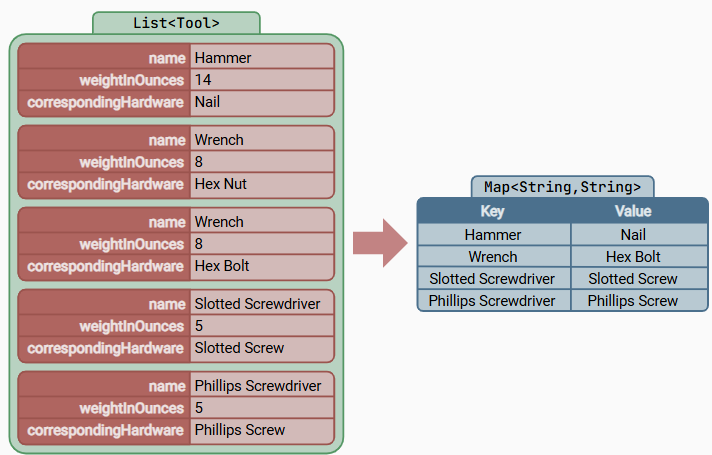 List<Tool>
name Hammer
weightInOunces 14
correspondingHardware Nail
name Wrench
weightInOunces 8
correspondingHardware Hex Nut
name Wrench
weightInOunces 8
correspondingHardware Hex Bolt
name Slotted Screwdriver
weightInOunces 5
correspondingHardware Slotted Screw
name Phillips Screwdriver
weightInOunces 5
correspondingHardware Phillips Screw
Map<String,String>
Key Value
Hammer Nail
Wrench Hex Bolt
Slotted Screwdriver Slotted Screw
Phillips Screwdriver Phillips Screw